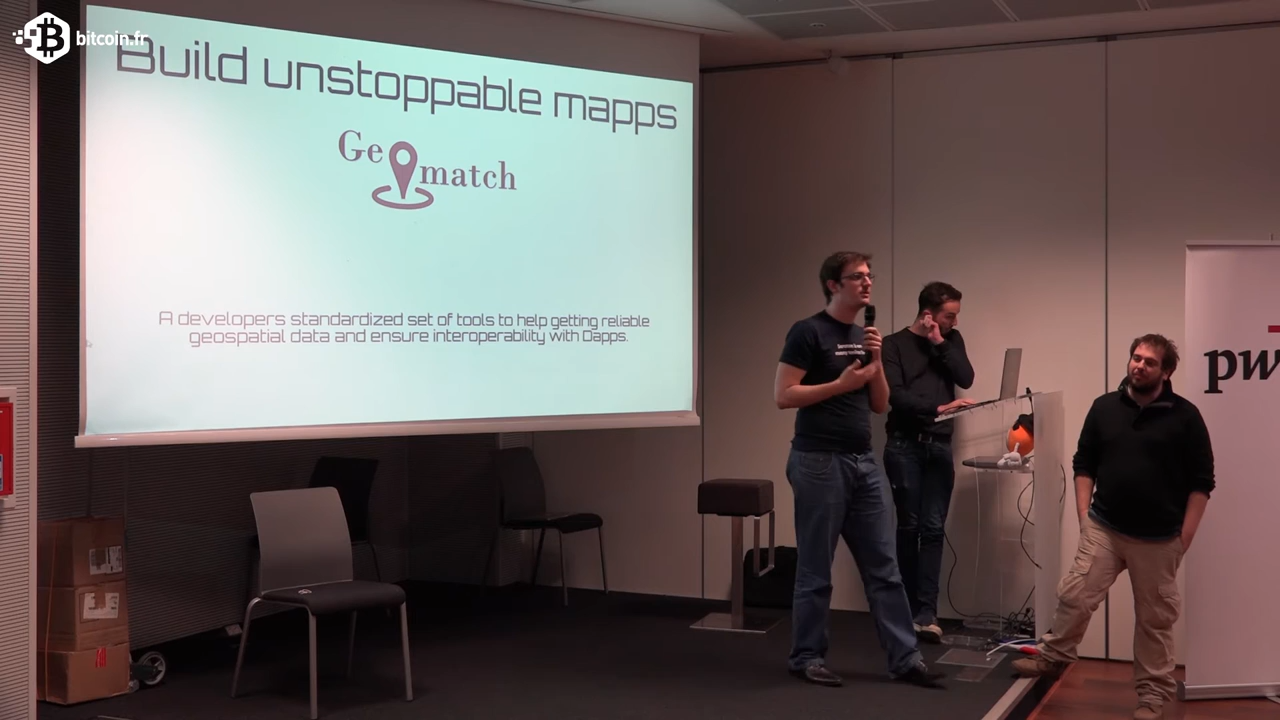 bitcoin.fr
Build unstoppable mapps
Ge match
A developers standardized set of tools to help getting reliable
geospatial data and ensure interoperability with Dapps.
pw